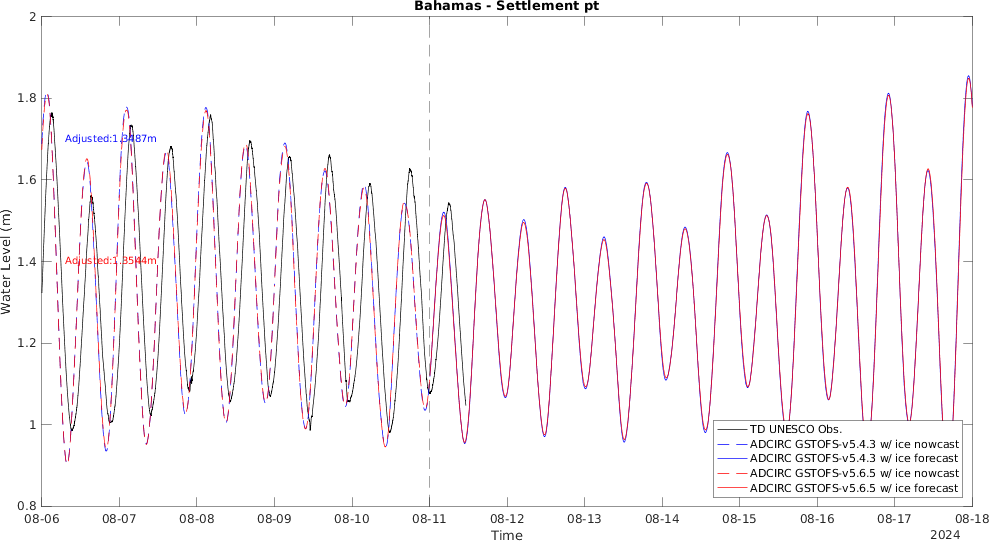 Bahamas - Settlement pt
Water Level (m)
2
1.8
1.6
1.4
1.2
1
0.8
Adjusted:1.3487m
Adjusted:1.3544m
TD UNESCO Obs.
ADCIRC GSTOFS-v5.4.3 w/ ice nowcast
ADCIRC GSTOFS-v5.4.3 w/ ice forecast
ADCIRC GSTOFS-v5.6.5 w/ ice nowcast
ADCIRC GSTOFS-v5.6.5 w/ ice forecast
08-06 08-07 08-08 08-09 08-10 08-11 08-12 08-13 08-14 08-15 08-16 08-17 08-18
Time
2024